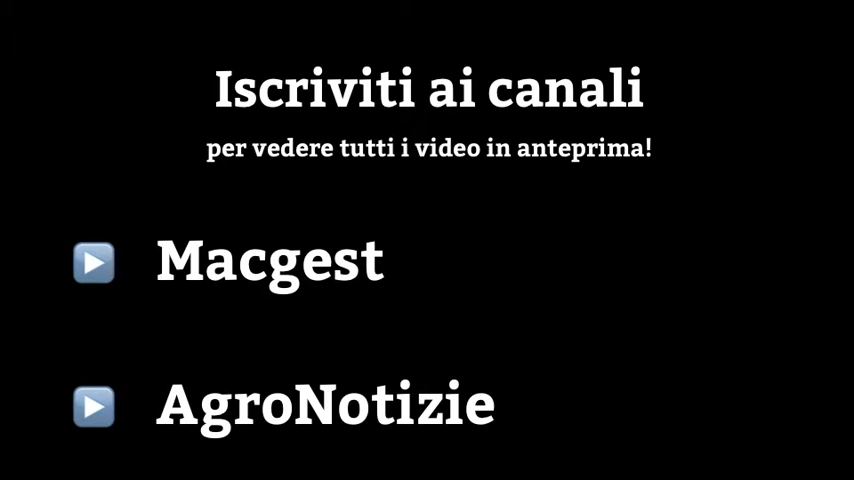 Iscriviti ai canali
per vedere tutti i video in anteprima!
Macgest
AgroNotizie